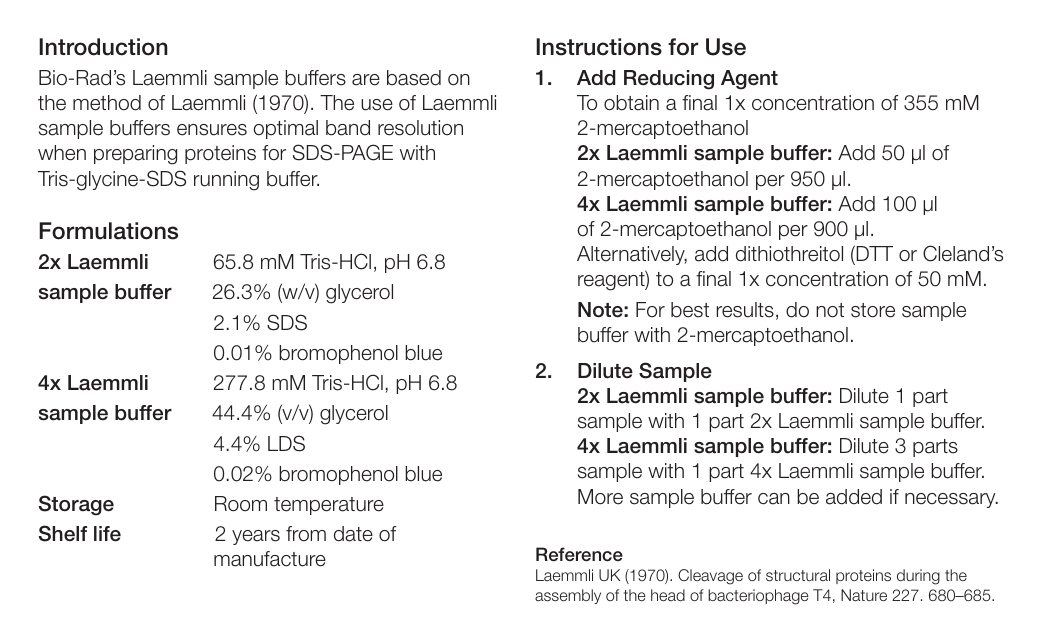 Introduction
Bio-Rad’s Laemmli sample buffers are based on
the method of Laemmli (1970). The use of Laemmli
sample buffers ensures optimal band resolution
when preparing proteins for SDS-PAGE with
Tris-glycine-SDS running buffer.
Formulations
2x Laemmli 65.8 mM Tris-HCl, pH 6.8
sample buffer 26.3% (w/v) glycerol
2.1% SDS
0.01% bromophenol blue
4x Laemmli 277.8 mM Tris-HCl, pH 6.8
sample buffer 44.4% (v/v) glycerol
4.4% LDS
0.02% bromophenol blue
Storage Room temperature
Shelf life 2 years from date of
manufacture
Instructions for Use
1. Add Reducing Agent
To obtain a final 1x concentration of 355 mM
2-mercaptoethanol
2x Laemmli sample buffer: Add 50 µl of
2-mercaptoethanol per 950 µl.
4x Laemmli sample buffer: Add 100 µl
of 2-mercaptoethanol per 900 µl.
Alternatively, add dithiothreitol (DTT or Cleland’s
reagent) to a final 1x concentration of 50 mM.
Note: For best results, do not store sample
buffer with 2-mercaptoethanol.
2. Dilute Sample
2x Laemmli sample buffer: Dilute 1 part
sample with 1 part 2x Laemmli sample buffer.
4x Laemmli sample buffer: Dilute 3 parts
sample with 1 part 4x Laemmli sample buffer.
More sample buffer can be added if necessary.
Reference
Laemmli UK (1970). Cleavage of structural proteins during the
assembly of the head of bacteriophage T4, Nature 227. 680–685.